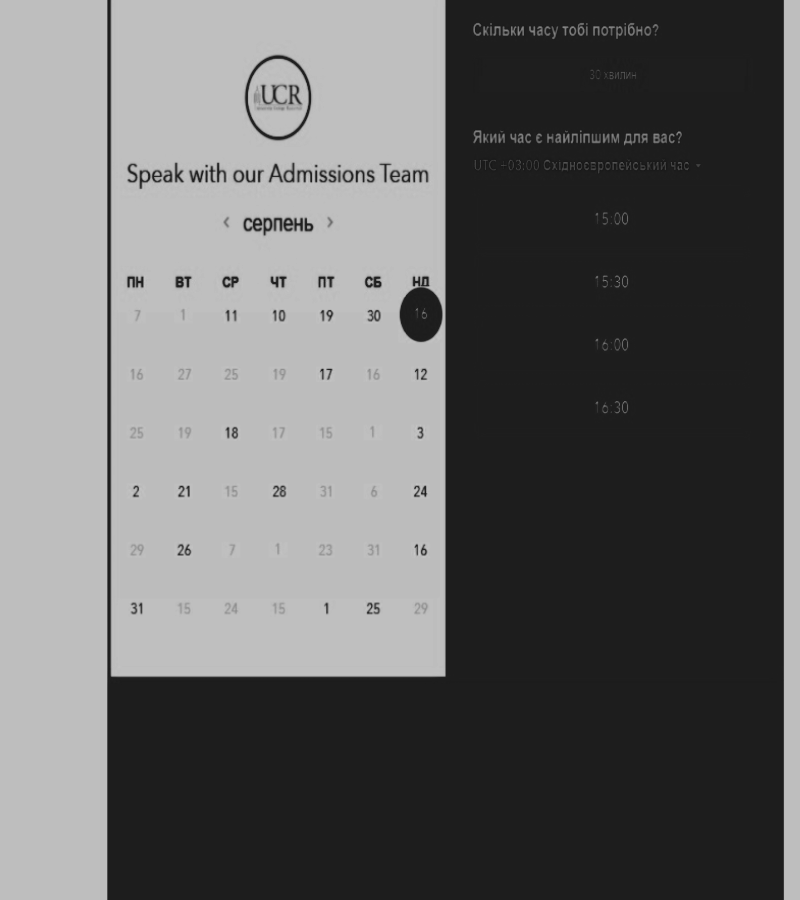 UCR
Speak with our Admissions Team
‹ серпень ›
ПН ВТ СР ЧТ ПТ СБ НД
7 1 11 10 19 30 16
16 27 25 19 17 16 12
25 19 18 17 15 1 3
2 21 15 28 31 6 24
29 26 7 1 23 31 16
31 15 24 15 1 25 29
Скільки часу тобі потрібно?
30 хвилин
Який час є найліпшим для вас?
UTC +03:00 Східноєвропейський час
15:00
15:30
16:00
16:30